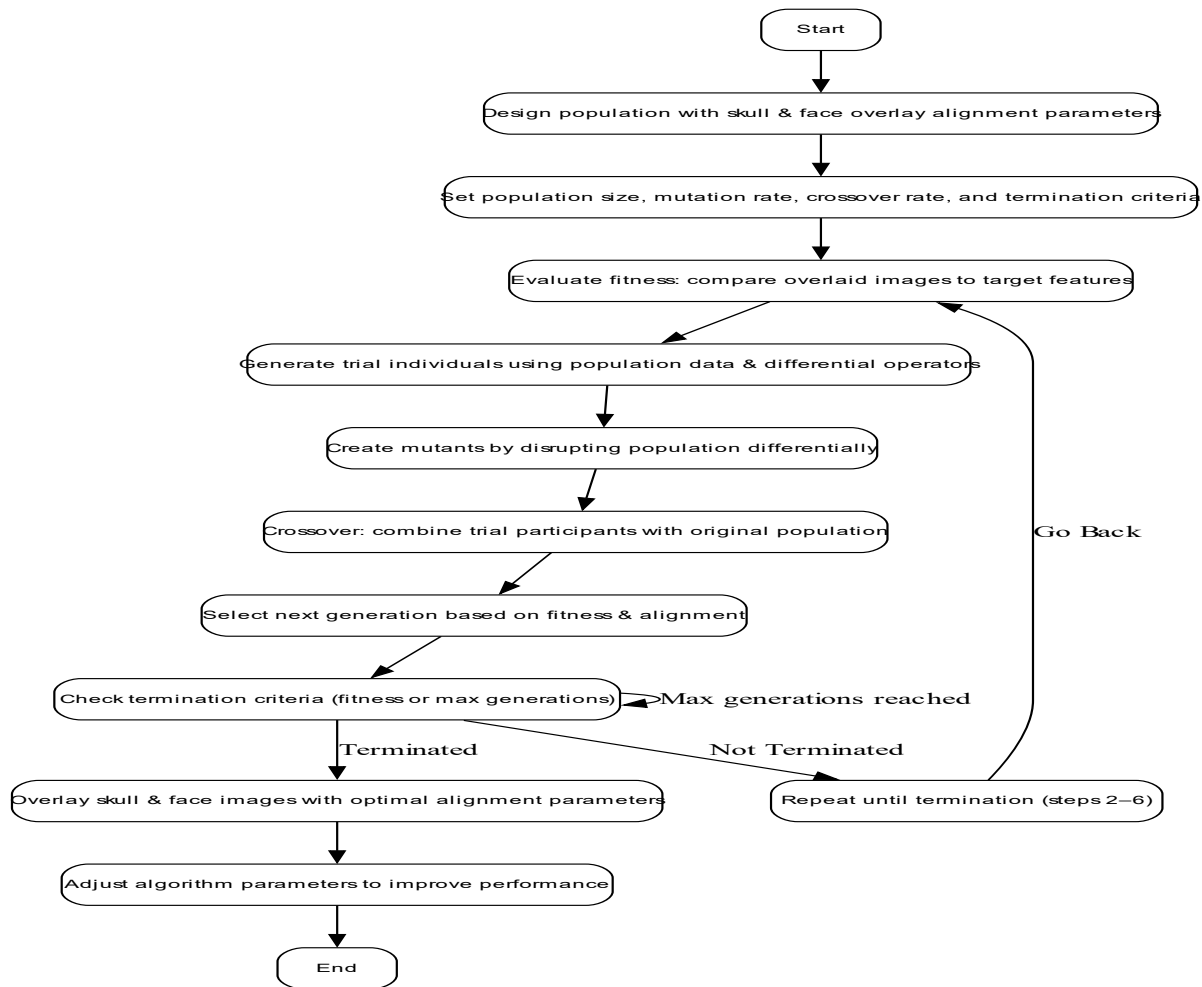 Start
Design population with skull & face overlay alignment parameters
Set population size, mutation rate, crossover rate, and termination criteria
Evaluate fitness: compare overlaid images to target features
Generate trial individuals using population data & differential operators
Create mutants by disrupting population differentially
Crossover: combine trial participants with original population
Go Back
Select next generation based on fitness & alignment
Check termination criteria (fitness or max generations)
Max generations reached
Terminated
Not Terminated
Overlay skull & face images with optimal alignment parameters
Repeat until termination (steps 2–6)
Adjust algorithm parameters to improve performance
End